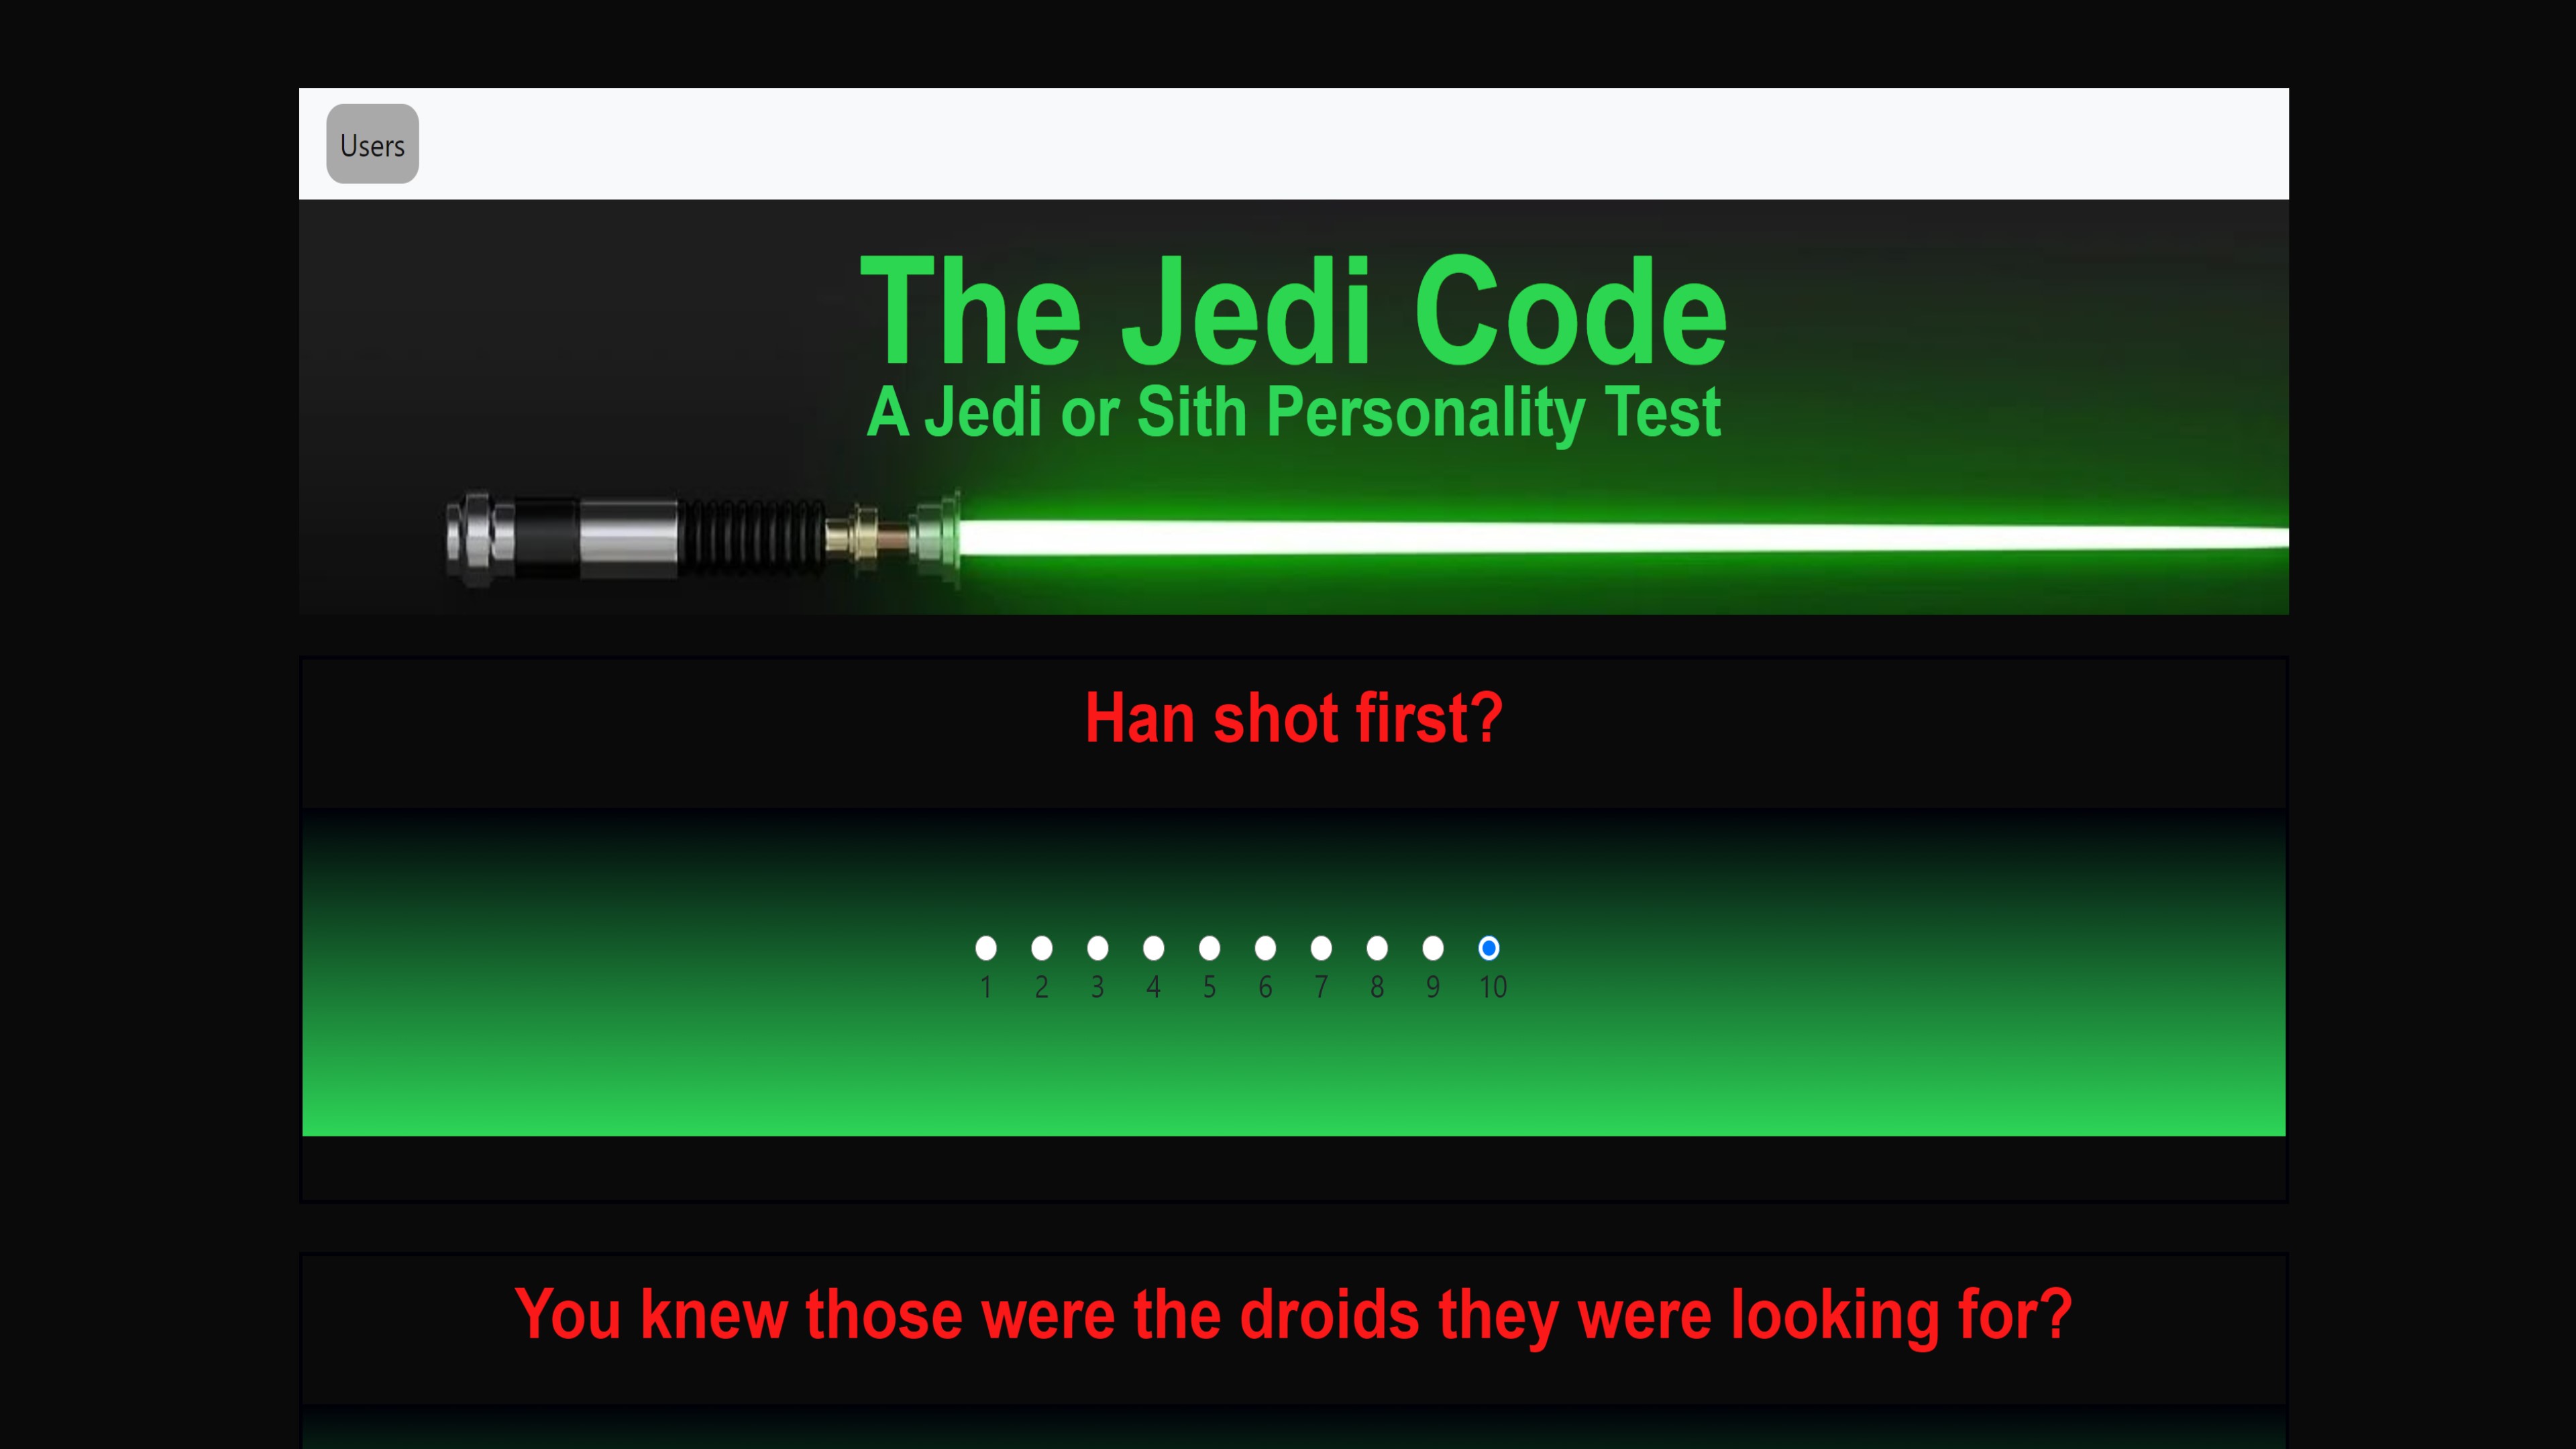 Users
The Jedi Code
A Jedi or Sith Personality Test
Han shot first?
1 2 3 4 5 6 7 8 9 10
You knew those were the droids they were looking for?